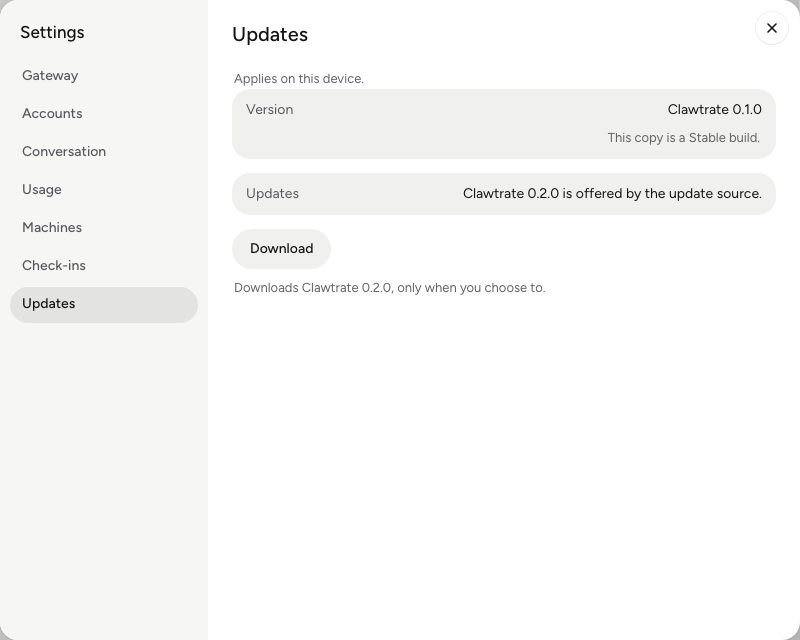 Settings
Gateway
Accounts
Conversation
Usage
Machines
Check-ins
Updates
Updates
Applies on this device.
Version Clawtrate 0.1.0
This copy is a Stable build.
Updates Clawtrate 0.2.0 is offered by the update source.
Download
Downloads Clawtrate 0.2.0, only when you choose to.